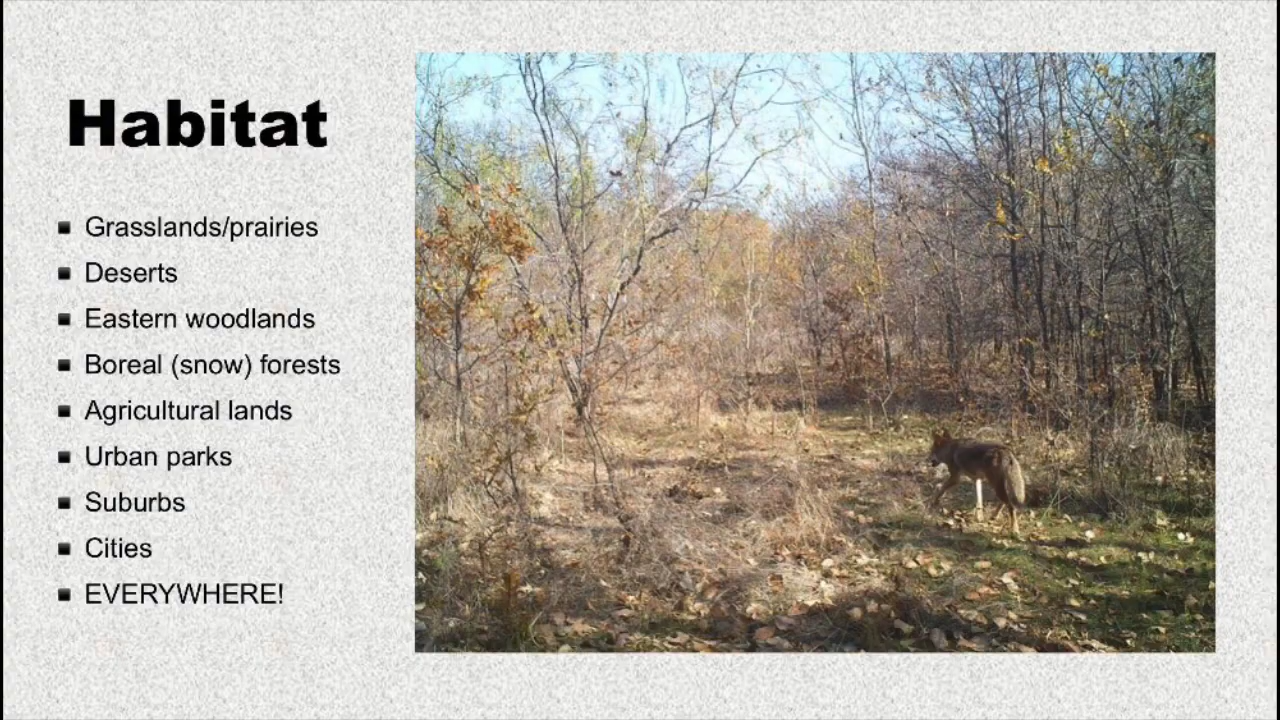 Habitat
Grasslands/prairies
Deserts
Eastern woodlands
Boreal (snow) forests
Agricultural lands
Urban parks
Suburbs
Cities
EVERYWHERE!